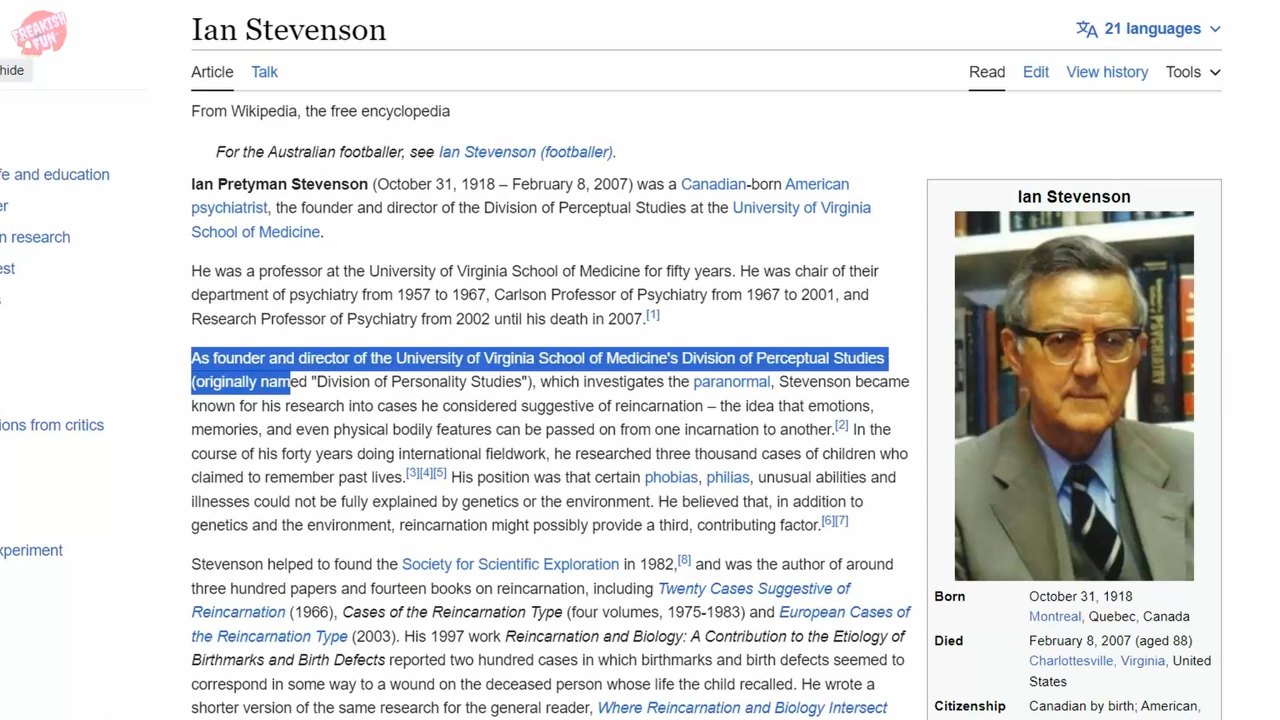 FREAKISH
FUN
hide
Ian Stevenson
21 languages
Article Talk
Read Edit View history Tools
From Wikipedia, the free encyclopedia
For the Australian footballer, see Ian Stevenson (footballer).
Ian Pretyman Stevenson (October 31, 1918 – February 8, 2007) was a Canadian-born American
psychiatrist, the founder and director of the Division of Perceptual Studies at the University of Virginia
School of Medicine.
He was a professor at the University of Virginia School of Medicine for fifty years. He was chair of their
department of psychiatry from 1957 to 1967, Carlson Professor of Psychiatry from 1967 to 2001, and
Research Professor of Psychiatry from 2002 until his death in 2007.[1]
As founder and director of the University of Virginia School of Medicine's Division of Perceptual Studies
(originally named "Division of Personality Studies"), which investigates the paranormal, Stevenson became
known for his research into cases he considered suggestive of reincarnation – the idea that emotions,
memories, and even physical bodily features can be passed on from one incarnation to another.[2] In the
course of his forty years doing international fieldwork, he researched three thousand cases of children who
claimed to remember past lives.[3][4][5] His position was that certain phobias, philias, unusual abilities and
illnesses could not be fully explained by genetics or the environment. He believed that, in addition to
genetics and the environment, reincarnation might possibly provide a third, contributing factor.[6][7]
Stevenson helped to found the Society for Scientific Exploration in 1982,[8] and was the author of around
three hundred papers and fourteen books on reincarnation, including Twenty Cases Suggestive of
Reincarnation (1966), Cases of the Reincarnation Type (four volumes, 1975-1983) and European Cases of
the Reincarnation Type (2003). His 1997 work Reincarnation and Biology: A Contribution to the Etiology of
Birthmarks and Birth Defects reported two hundred cases in which birthmarks and birth defects seemed to
correspond in some way to a wound on the deceased person whose life the child recalled. He wrote a
shorter version of the same research for the general reader, Where Reincarnation and Biology Intersect
fe and education
er
n research
est
s
ions from critics
xperiment
Ian Stevenson
Born October 31, 1918
Montreal, Quebec, Canada
Died February 8, 2007 (aged 88)
Charlottesville, Virginia, United
States
Citizenship Canadian by birth; American,